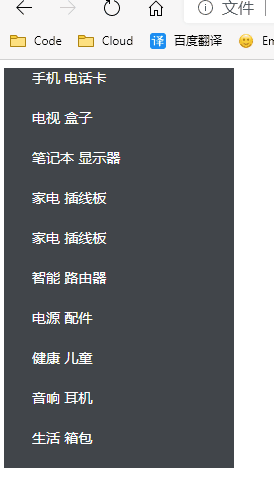 文件
Code Cloud 译 百度翻译 Em
手机 电话卡
电视 盒子
笔记本 显示器
家电 插线板
家电 插线板
智能 路由器
电源 配件
健康 儿童
音响 耳机
生活 箱包